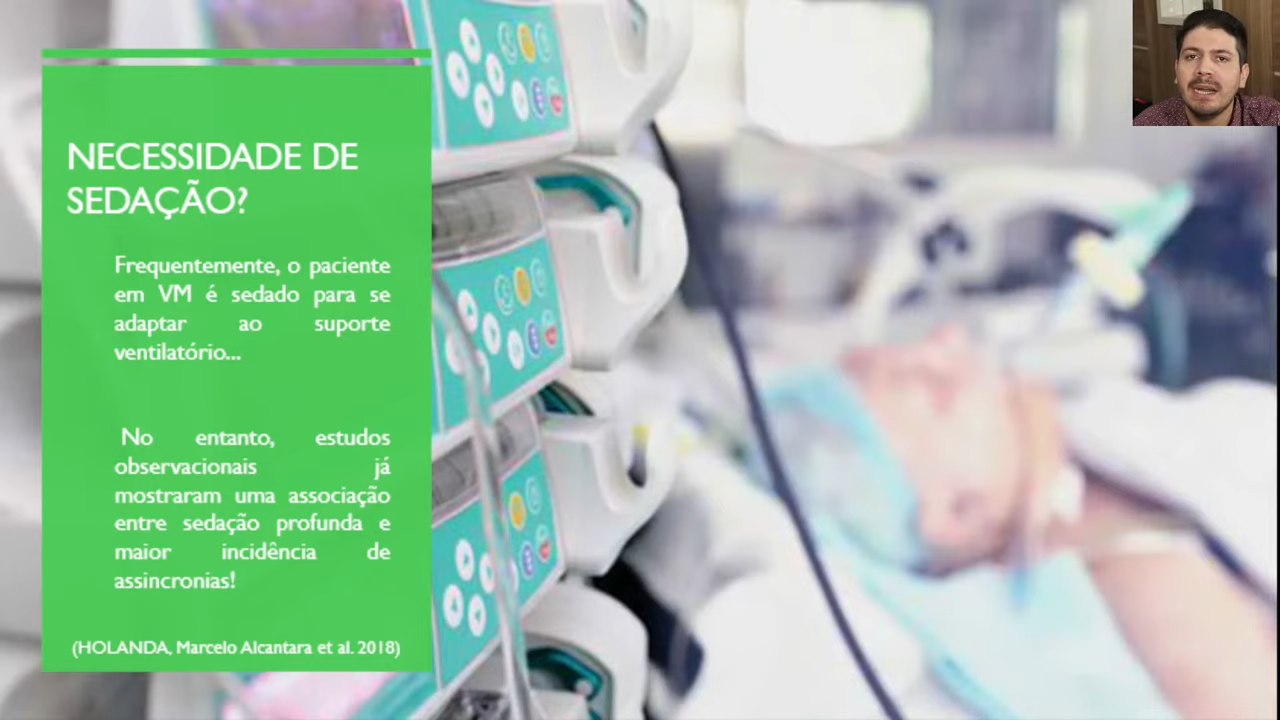 NECESSIDADE DE
SEDAÇÃO?
Frequentemente, o paciente
em VM é sedado para se
adaptar ao suporte
ventilatório...
No entanto, estudos
observacionais já
mostraram uma associação
entre sedação profunda e
maior incidência de
assincronias!
(HOLANDA, Marcelo Alcantara et al. 2018)